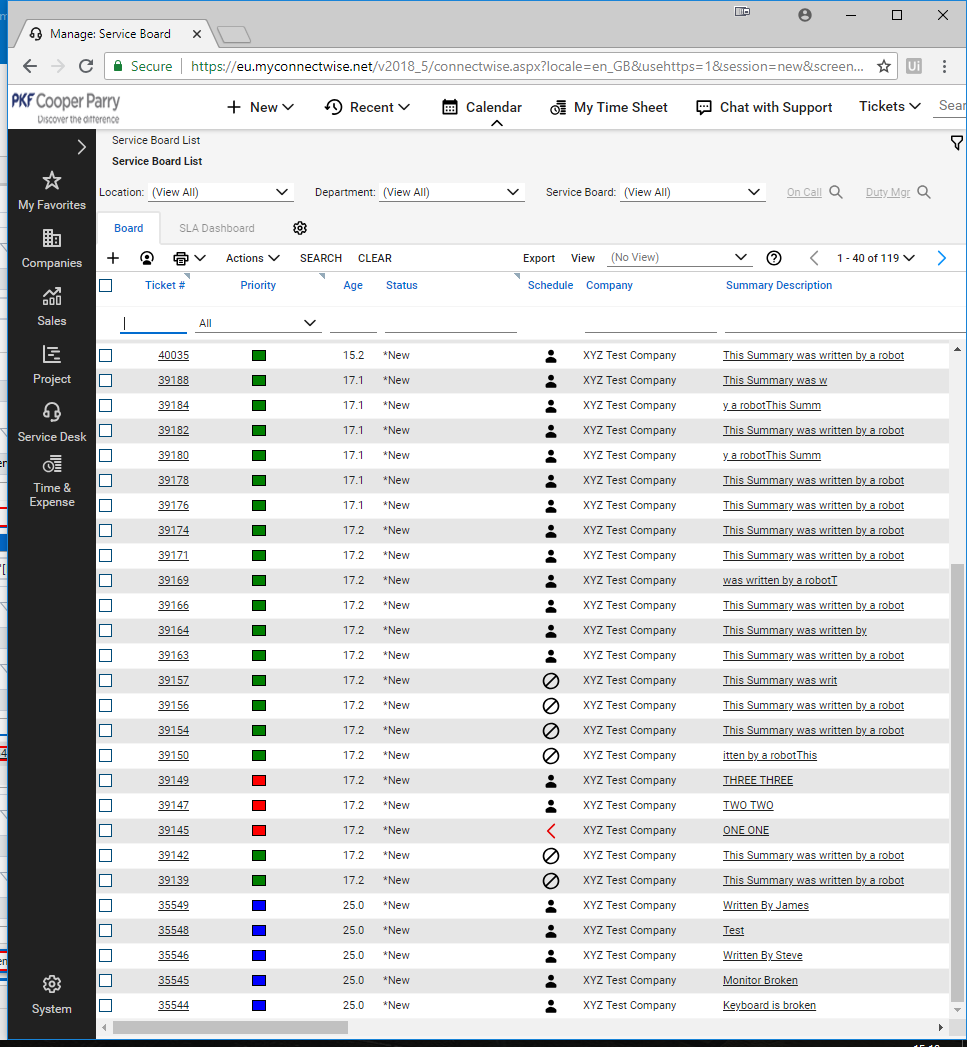 Manage: Service Board
Secure https://eu.myconnectwise.net/v2018_5/connectwise.aspx?locale=en_GB&usehttps=1&session=new&screen...
PKF Cooper Parry
Discover the difference
New Recent Calendar My Time Sheet Chat with Support Tickets Sear
Service Board List
Service Board List
Location: (View All) Department: (View All) Service Board: (View All) On Call Duty Mgr
My Favorites
Companies
Sales
Project
Service Desk
Time &
Expense
System
Board SLA Dashboard
Actions SEARCH CLEAR Export View (No View) 1 - 40 of 119
Ticket # Priority Age Status Schedule Company Summary Description
All
40035 15.2 *New XYZ Test Company This Summary was written by a robot
39188 17.1 *New XYZ Test Company This Summary was w
39184 17.1 *New XYZ Test Company y a robotThis Summ
39182 17.1 *New XYZ Test Company This Summary was written by a robot
39180 17.1 *New XYZ Test Company y a robotThis Summ
39178 17.1 *New XYZ Test Company This Summary was written by a robot
39176 17.1 *New XYZ Test Company This Summary was written by a robot
39174 17.2 *New XYZ Test Company This Summary was written by a robot
39171 17.2 *New XYZ Test Company This Summary was written by a robot
39169 17.2 *New XYZ Test Company was written by a robotT
39166 17.2 *New XYZ Test Company This Summary was written by a robot
39164 17.2 *New XYZ Test Company This Summary was written by
39163 17.2 *New XYZ Test Company This Summary was written by a robot
39157 17.2 *New XYZ Test Company This Summary was writ
39156 17.2 *New XYZ Test Company This Summary was written by a robot
39154 17.2 *New XYZ Test Company This Summary was written by a robot
39150 17.2 *New XYZ Test Company itten by a robotThis
39149 17.2 *New XYZ Test Company THREE THREE
39147 17.2 *New XYZ Test Company TWO TWO
39145 17.2 *New XYZ Test Company ONE ONE
39142 17.2 *New XYZ Test Company This Summary was written by a robot
39139 17.2 *New XYZ Test Company This Summary was written by a robot
35549 25.0 *New XYZ Test Company Written By James
35548 25.0 *New XYZ Test Company Test
35546 25.0 *New XYZ Test Company Written By Steve
35545 25.0 *New XYZ Test Company Monitor Broken
35544 25.0 *New XYZ Test Company Keyboard is broken